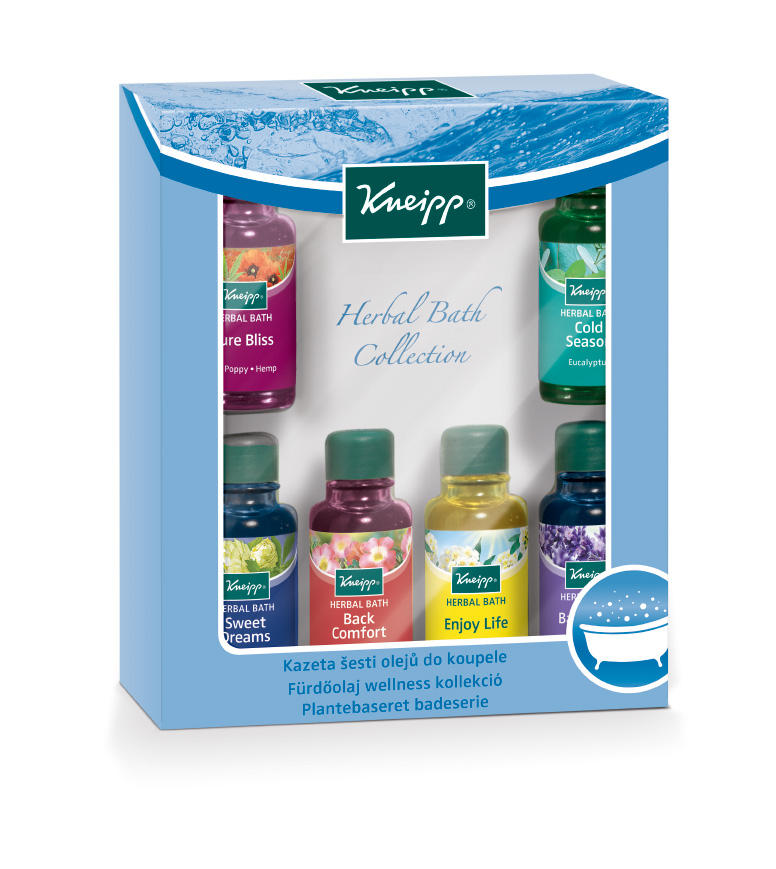 Kneipp®
Kneipp®
Herbal Bath
Collection
Kneipp®
ERBAL BATH
ure Bliss
Poppy • Hemp
Kneipp
HERBAL BA
Cold
Seaso
Eucalyptu
Kneipp®
ERBAL BATH
Sweet
Dreams
Kneipp®
HERBAL BATH
Back
Comfort
Kneipp®
HERBAL BATH
Enjoy Life
Kneipp
HER
Ba
Kazeta šesti olejů do koupele
Fürdőolaj wellness kollekció
Plantebaseret badeserie